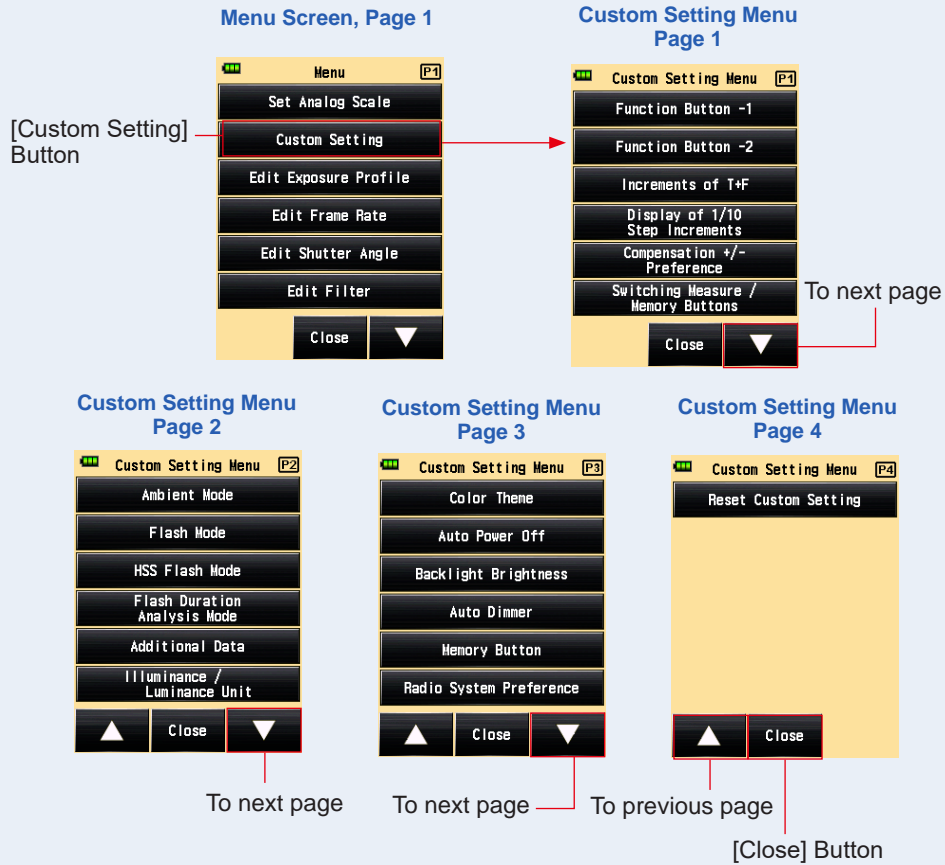 Menu Screen, Page 1
Custom Setting Menu
Page 1
[Custom Setting]
Button
Menu P1
Set Analog Scale
Custom Setting
Edit Exposure Profile
Edit Frame Rate
Edit Shutter Angle
Edit Filter
Close
Custom Setting Menu P1
Function Button -1
Function Button -2
Increments of T+F
Display of 1/10
Step Increments
Compensation +/-
Preference
Switching Measure /
Memory Buttons
Close
To next page
Custom Setting Menu
Page 2
Custom Setting Menu P2
Ambient Mode
Flash Mode
HSS Flash Mode
Flash Duration
Analysis Mode
Additional Data
Illuminance /
Luminance Unit
Close
To next page
Custom Setting Menu
Page 3
Custom Setting Menu P3
Color Theme
Auto Power Off
Backlight Brightness
Auto Dimmer
Memory Button
Radio System Preference
Close
To next page
Custom Setting Menu
Page 4
Custom Setting Menu P4
Reset Custom Setting
Close
To previous page
[Close] Button